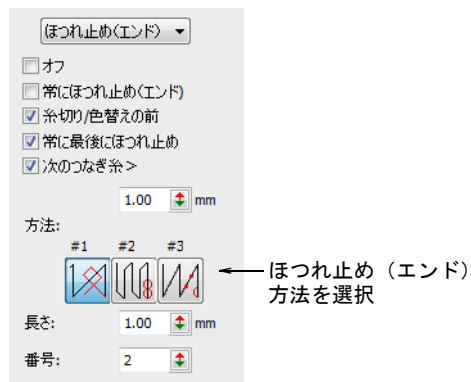 ほつれ止め(エンド)
オフ
常にほつれ止め(エンド)
糸切り/色替えの前
常に最後にほつれ止め
次のつなぎ糸 >
1.00 mm
方法:
#1 #2 #3
ほつれ止め（エンド）
方法を選択
長さ: 1.00 mm
番号: 2